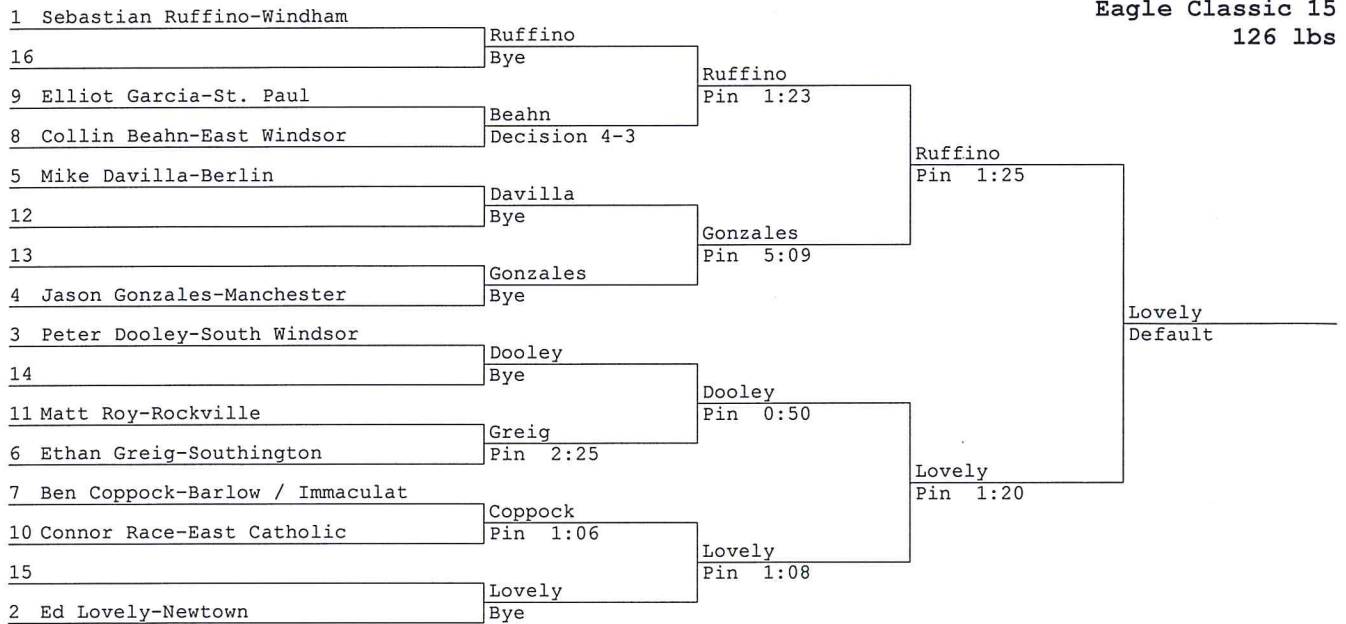 Eagle Classic 15
126 lbs
1 Sebastian Ruffino-Windham
16
9 Elliot Garcia-St. Paul
8 Collin Beahn-East Windsor
5 Mike Davilla-Berlin
12
13
4 Jason Gonzales-Manchester
3 Peter Dooley-South Windsor
14
11 Matt Roy-Rockville
6 Ethan Greig-Southington
7 Ben Coppock-Barlow / Immaculat
10 Connor Race-East Catholic
15
2 Ed Lovely-Newtown
Ruffino
Bye
Beahn
Decision 4-3
Davilla
Bye
Gonzales
Bye
Dooley
Bye
Greig
Pin 2:25
Coppock
Pin 1:06
Lovely
Bye
Ruffino
Pin 1:23
Gonzales
Pin 5:09
Dooley
Pin 0:50
Lovely
Pin 1:08
Ruffino
Pin 1:25
Lovely
Pin 1:20
Lovely
Default